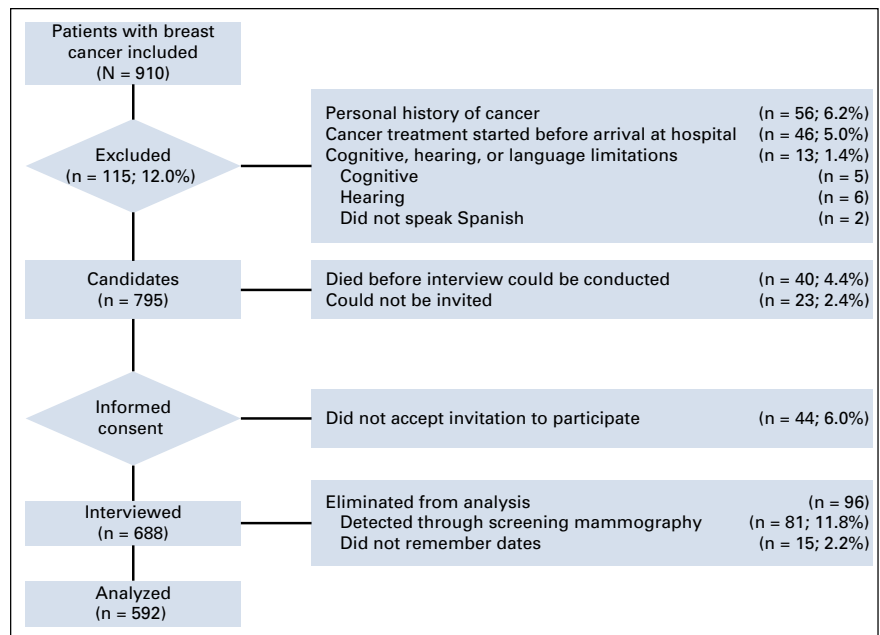 Patients with breast
cancer included
(N = 910)
Excluded
(n = 115; 12.0%)
Personal history of cancer (n = 56; 6.2%)
Cancer treatment started before arrival at hospital (n = 46; 5.0%)
Cognitive, hearing, or language limitations (n = 13; 1.4%)
Cognitive (n = 5)
Hearing (n = 6)
Did not speak Spanish (n = 2)
Candidates
(n = 795)
Died before interview could be conducted (n = 40; 4.4%)
Could not be invited (n = 23; 2.4%)
Informed
consent
Did not accept invitation to participate (n = 44; 6.0%)
Interviewed
(n = 688)
Eliminated from analysis (n = 96)
Detected through screening mammography (n = 81; 11.8%)
Did not remember dates (n = 15; 2.2%)
Analyzed
(n = 592)